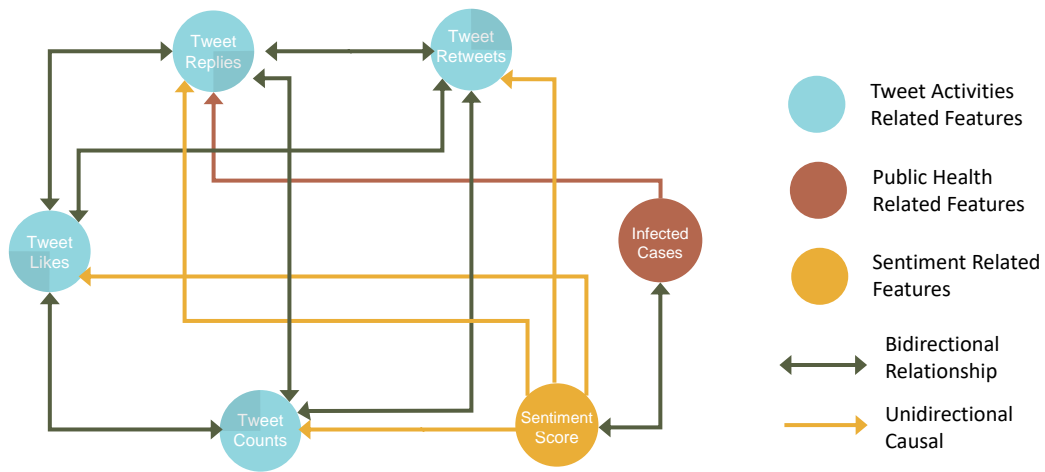 Tweet
Replies
Tweet
Retweets
Tweet
Likes
Infected
Cases
Tweet
Counts
Sentiment
Score
Tweet Activities
Related Features
Public Health
Related Features
Sentiment Related
Features
Bidirectional
Relationship
Unidirectional
Causal